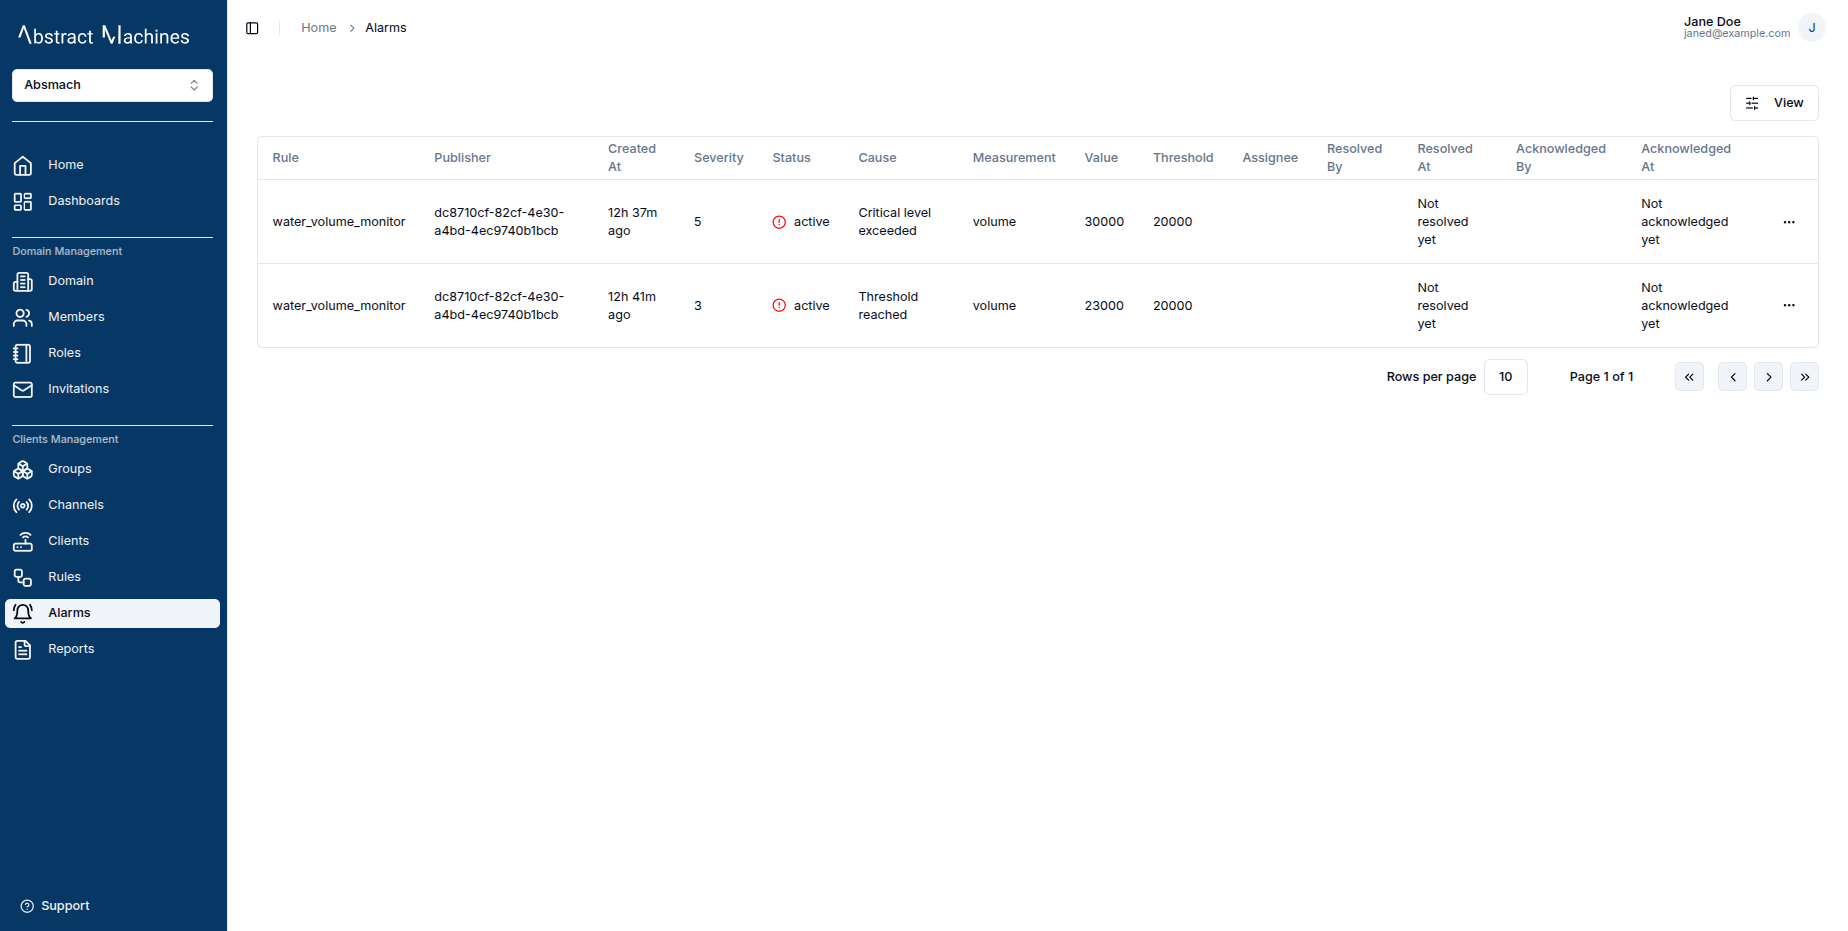 Abstract Machines
Absmach
Home
Dashboards
Domain Management
Domain
Members
Roles
Invitations
Clients Management
Groups
Channels
Clients
Rules
Alarms
Reports
Support
Home > Alarms
Jane Doe
janed@example.com
J
View
Rule
Publisher
Created
At
Severity
Status
Cause
Measurement
Value
Threshold
Assignee
Resolved
By
Resolved
At
Acknowledged
By
Acknowledged
At
water_volume_monitor
dc8710cf-82cf-4e30-
a4bd-4ec9740b1bcb
12h 37m
ago
5
active
Critical level
exceeded
volume
30000
20000
Not
resolved
yet
Not
acknowledged
yet
water_volume_monitor
dc8710cf-82cf-4e30-
a4bd-4ec9740b1bcb
12h 41m
ago
3
active
Threshold
reached
volume
23000
20000
Not
resolved
yet
Not
acknowledged
yet
Rows per page
10
Page 1 of 1